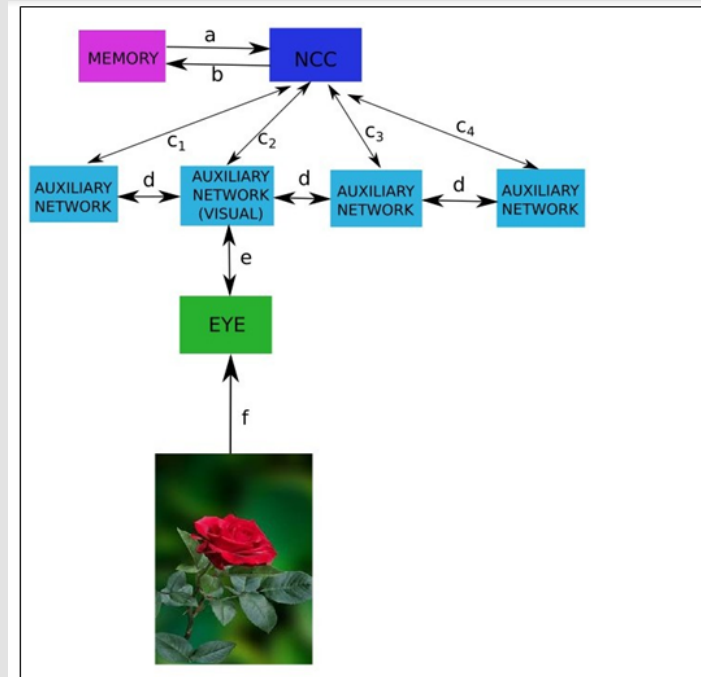 a
MEMORY
NCC
b
c₁
c₂
c₃
c₄
AUXILIARY
NETWORK
d
AUXILIARY
NETWORK
(VISUAL)
d
AUXILIARY
NETWORK
d
AUXILIARY
NETWORK
e
EYE
f